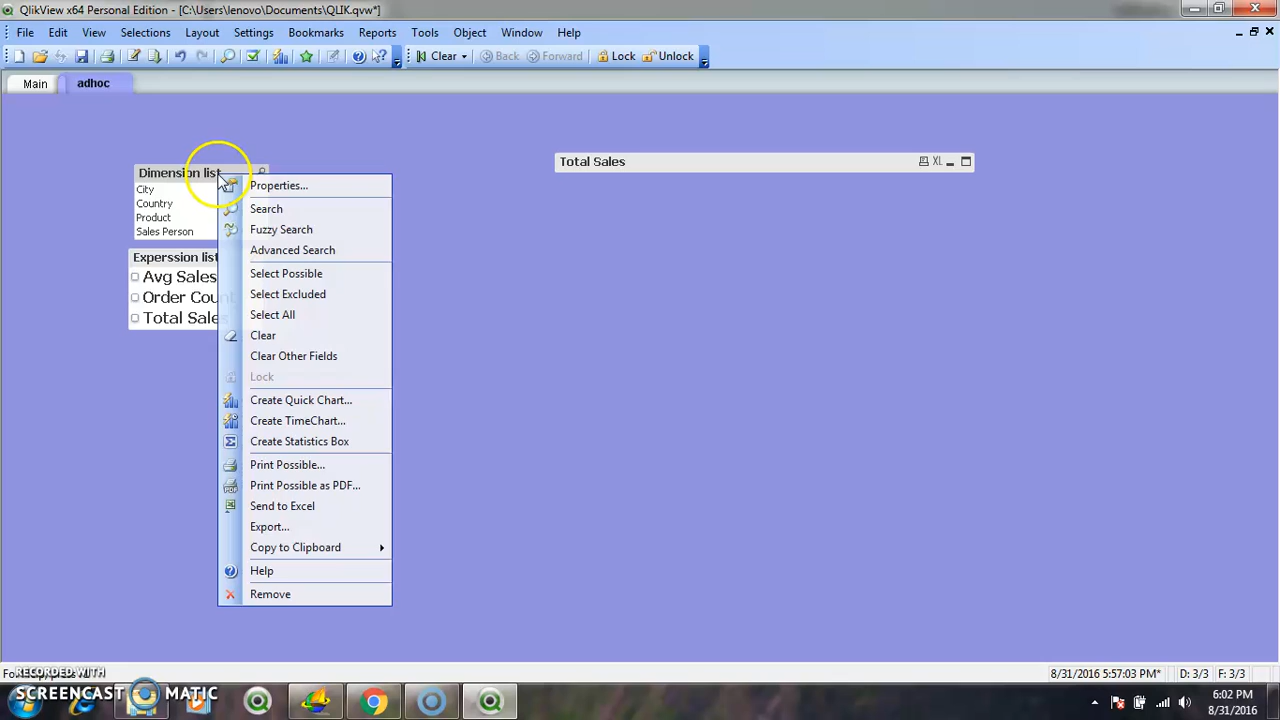 QlikView x64 Personal Edition - [C:\Users\lenovo\Documents\QLIK.qvw*]
File Edit View Selections Layout Settings Bookmarks Reports Tools Object Window Help
Clear Back Forward Lock Unlock
Main adhoc
Dimension list
City
Country
Product
Sales Person
Experssion list
Avg Sales
Order Coun
Total Sales
Total Sales XL
Properties...
Search
Fuzzy Search
Advanced Search
Select Possible
Select Excluded
Select All
Clear
Clear Other Fields
Lock
Create Quick Chart...
Create TimeChart...
Create Statistics Box
Print Possible...
Print Possible as PDF...
Send to Excel
Export...
Copy to Clipboard
Help
Remove
8/31/2016 5:57:03 PM* D: 3/3 F: 3/3
RECORDED WITH
SCREENCAST MATIC
6:02 PM
8/31/2016